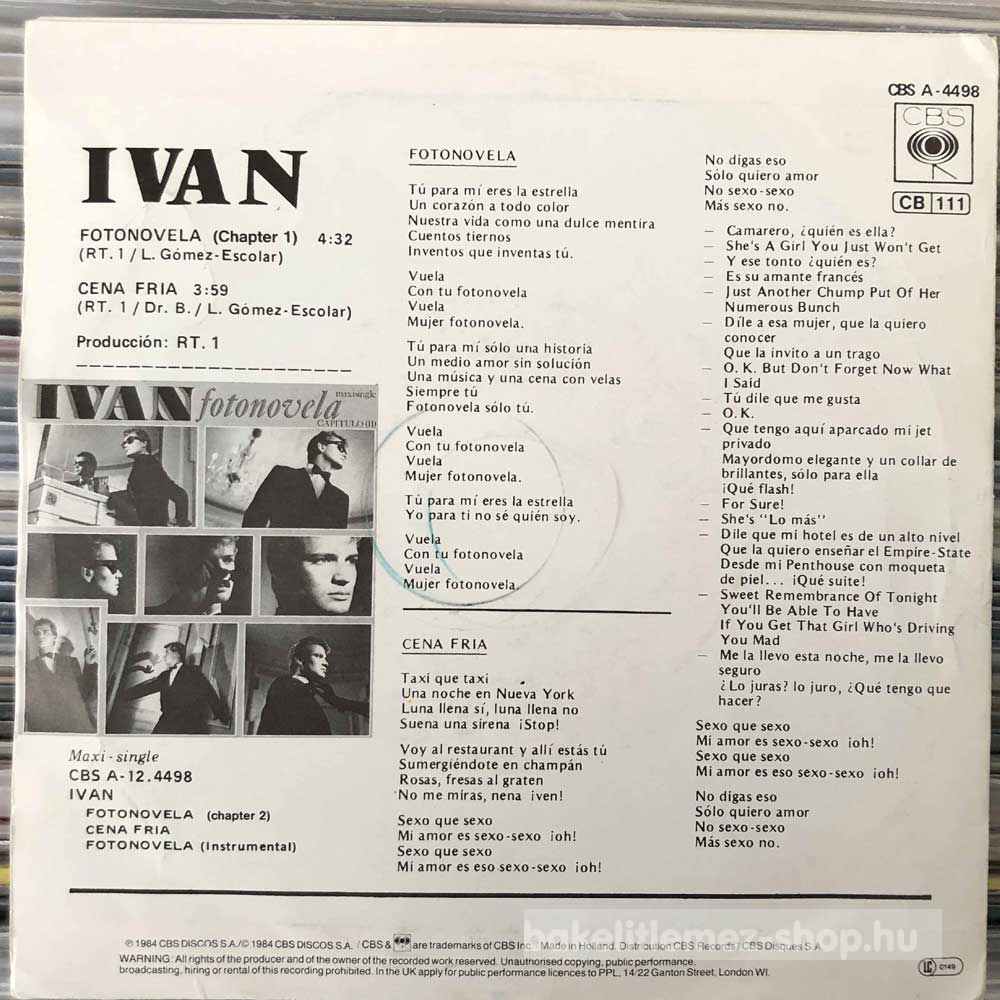 IVAN
FOTONOVELA (Chapter 1) 4:32
(RT. 1 / L. Gómez-Escolar)
CENA FRIA 3:59
(RT. 1 / Dr. B. / L. Gómez-Escolar)
Producción: RT. 1
IVAN fotonovela
maxisingle
CAPITULO (II)
Maxi-single
CBS A-12.4498
IVAN
FOTONOVELA (chapter 2)
CENA FRIA
FOTONOVELA (Instrumental)
FOTONOVELA
Tú para mí eres la estrella
Un corazón a todo color
Nuestra vida como una dulce mentira
Cuentos tiernos
Inventos que inventas tú.
Vuela
Con tu fotonovela
Vuela
Mujer fotonovela.
Tú para mí sólo una historia
Un medio amor sin solución
Una música y una cena con velas
Siempre tú
Fotonovela sólo tú.
Vuela
Con tu fotonovela
Vuela
Mujer fotonovela.
Tú para mí eres la estrella
Yo para ti no sé quién soy.
Vuela
Con tu fotonovela
Vuela
Mujer fotonovela.
CENA FRIA
Taxi que taxi
Una noche en Nueva York
Luna llena sí, luna llena no
Suena una sirena ¡Stop!
Voy al restaurant y allí estás tú
Sumergiéndote en champán
Rosas, fresas al graten
No me miras, nena ¡ven!
Sexo que sexo
Mi amor es sexo-sexo ¡oh!
Sexo que sexo
Mi amor es eso sexo-sexo ¡oh!
No digas eso
Sólo quiero amor
No sexo-sexo
Más sexo no.
– Camarero, ¿quién es ella?
– She's A Girl You Just Won't Get
– Y ese tonto ¿quién es?
– Es su amante francés
– Just Another Chump Put Of Her
Numerous Bunch
– Díle a esa mujer, que la quiero
conocer
Que la invito a un trago
– O. K. But Don't Forget Now What
I Said
– Tú dile que me gusta
– O. K.
– Que tengo aquí aparcado mi jet
privado
Mayordomo elegante y un collar de
brillantes, sólo para ella
¡Qué flash!
– For Sure!
– She's "Lo más"
– Dile que mi hotel es de un alto nivel
Que la quiero enseñar el Empire-State
Desde mi Penthouse con moqueta
de piel... ¡Qué suite!
– Sweet Remembrance Of Tonight
You'll Be Able To Have
If You Get That Girl Who's Driving
You Mad
– Me la llevo esta noche, me la llevo
seguro
¿Lo juras? lo juro, ¿Qué tengo que
hacer?
Sexo que sexo
Mi amor es sexo-sexo ¡oh!
Sexo que sexo
Mi amor es eso sexo-sexo ¡oh!
No digas eso
Sólo quiero amor
No sexo-sexo
Más sexo no.
CBS A-4498
CBS
CB 111
℗ 1984 CBS DISCOS S.A./© 1984 CBS DISCOS S.A. / CBS & are trademarks of CBS Inc./ Made in Holland. Distribution CBS Records / CBS Disques S.A.
WARNING: All rights of the producer and of the owner of the recorded work reserved. Unauthorised copying, public performance,
broadcasting, hiring or rental of this recording prohibited. In the UK apply for public performance licences to PPL, 14/22 Ganton Street, London W1.
LC 0149
bakelitlemez-shop.hu